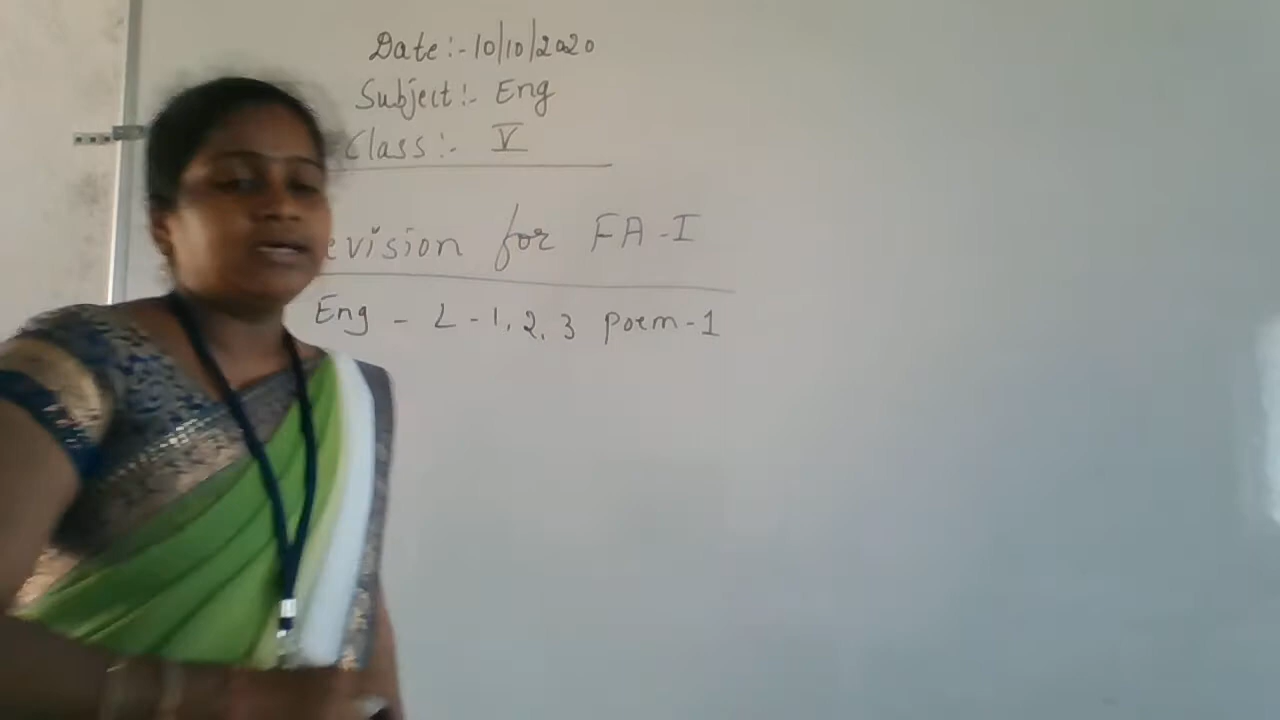 Date:-10/10/2020
Subject:- Eng
Class:- V
evision for FA-I
Eng - L-1,2,3 poem-1